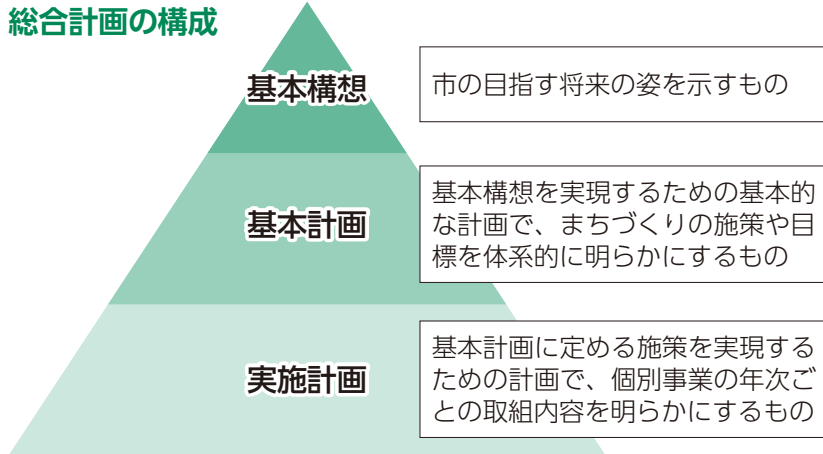 総合計画の構成
基本構想
市の目指す将来の姿を示すもの
基本計画
基本構想を実現するための基本的
な計画で、まちづくりの施策や目
標を体系的に明らかにするもの
実施計画
基本計画に定める施策を実現する
ための計画で、個別事業の年次ご
との取組内容を明らかにするもの